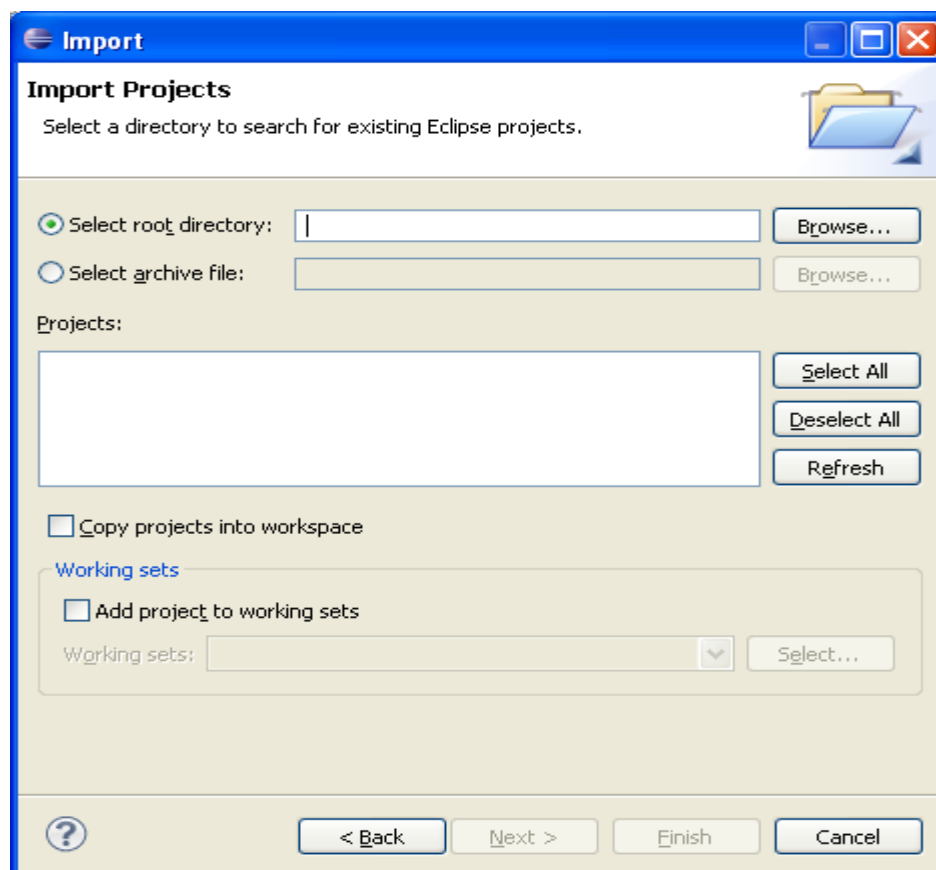 Import
Import Projects
Select a directory to search for existing Eclipse projects.
Select root directory: Browse...
Select archive file: Browse...
Projects:
Select All
Deselect All
Refresh
Copy projects into workspace
Working sets
Add project to working sets
Working sets: Select...
? < Back Next > Finish Cancel